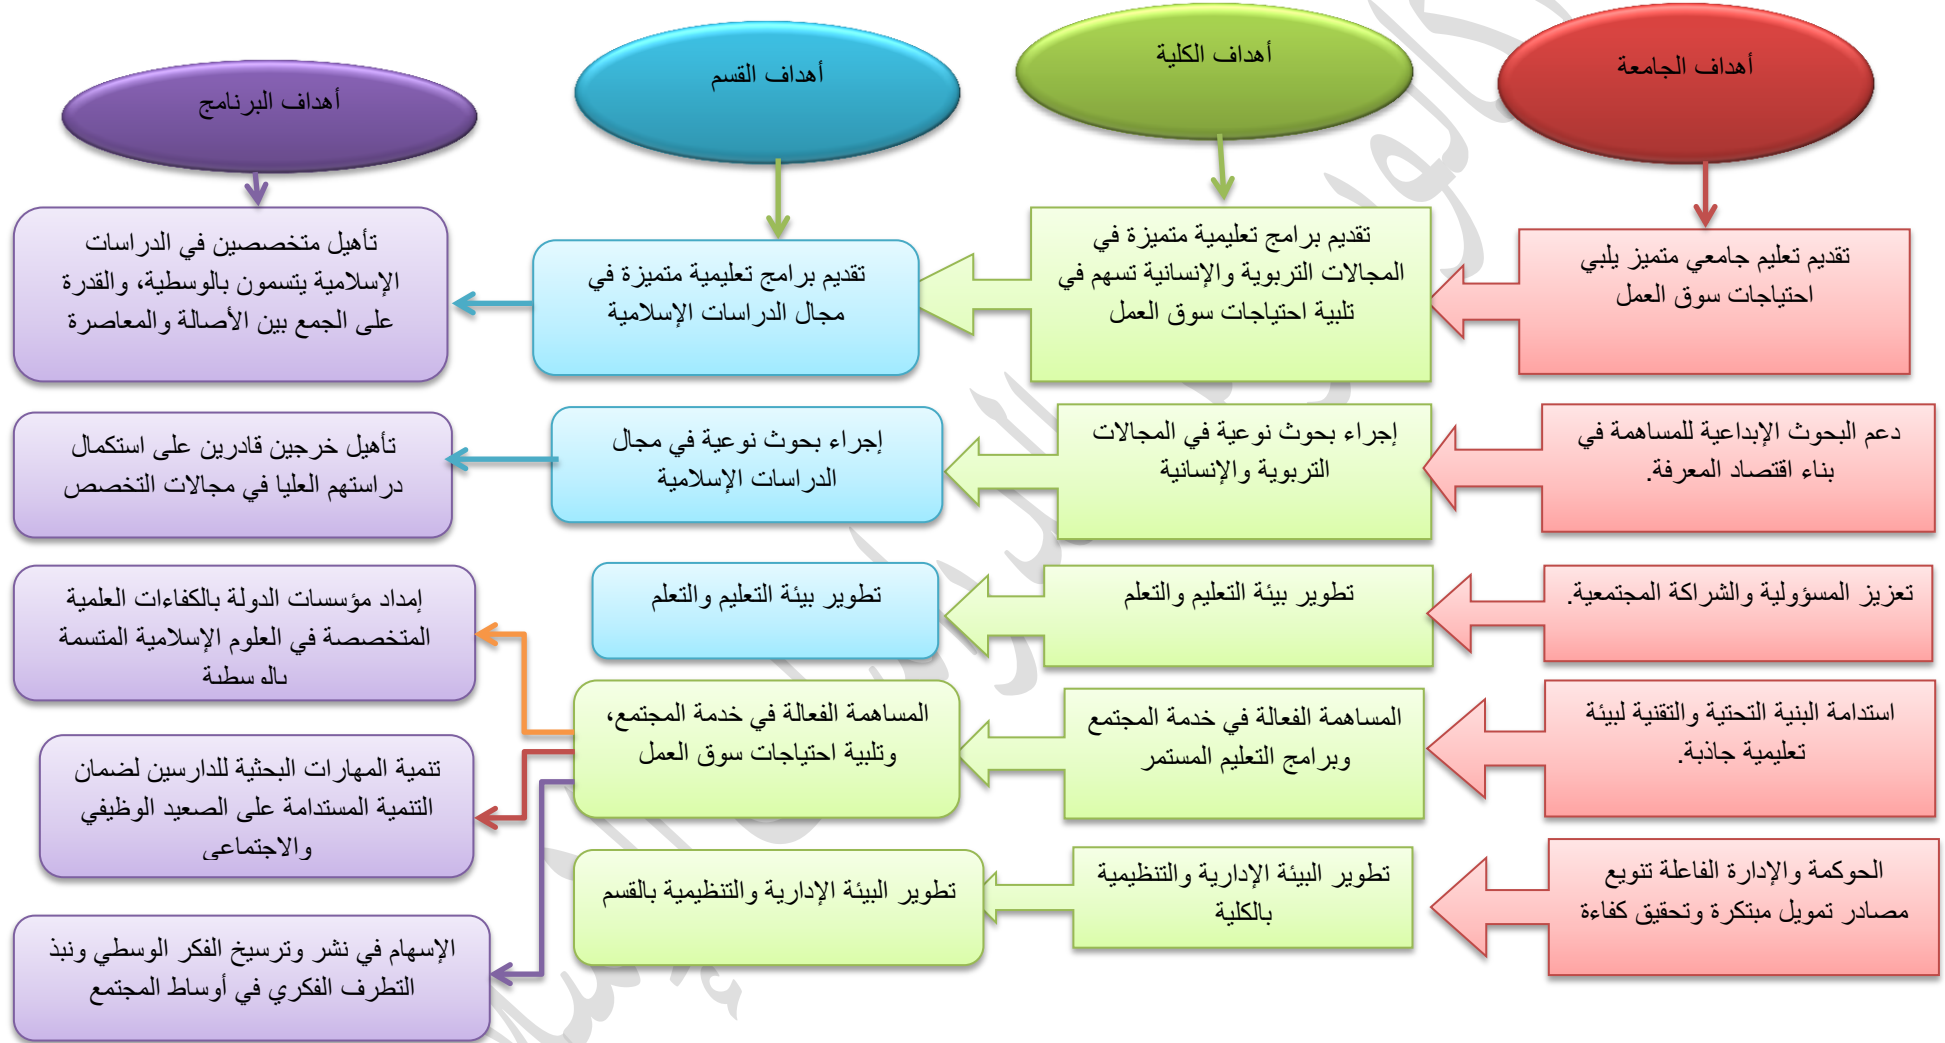 أهداف الجامعة
أهداف الكلية
أهداف القسم
أهداف البرنامج
تقديم تعليم جامعي متميز يلبي
احتياجات سوق العمل
تقديم برامج تعليمية متميزة في
المجالات التربوية والإنسانية تسهم في
تلبية احتياجات سوق العمل
تقديم برامج تعليمية متميزة في
مجال الدراسات الإسلامية
تأهيل متخصصين في الدراسات
الإسلامية يتسمون بالوسطية، والقدرة
على الجمع بين الأصالة والمعاصرة
دعم البحوث الإبداعية للمساهمة في
بناء اقتصاد المعرفة.
إجراء بحوث نوعية في المجالات
التربوية والإنسانية
إجراء بحوث نوعية في مجال
الدراسات الإسلامية
تأهيل خرجين قادرين على استكمال
دراستهم العليا في مجالات التخصص
تعزيز المسؤولية والشراكة المجتمعية.
تطوير بيئة التعليم والتعلم
تطوير بيئة التعليم والتعلم
إمداد مؤسسات الدولة بالكفاءات العلمية
المتخصصة في العلوم الإسلامية المتسمة
بالوسطية
استدامة البنية التحتية والتقنية لبيئة
تعليمية جاذبة.
المساهمة الفعالة في خدمة المجتمع
وبرامج التعليم المستمر
المساهمة الفعالة في خدمة المجتمع،
وتلبية احتياجات سوق العمل
تنمية المهارات البحثية للدارسين لضمان
التنمية المستدامة على الصعيد الوظيفي
والاجتماعي
الحوكمة والإدارة الفاعلة تنويع
مصادر تمويل مبتكرة وتحقيق كفاءة
تطوير البيئة الإدارية والتنظيمية
بالكلية
تطوير البيئة الإدارية والتنظيمية بالقسم
الإسهام في نشر وترسيخ الفكر الوسطي ونبذ
التطرف الفكري في أوساط المجتمع